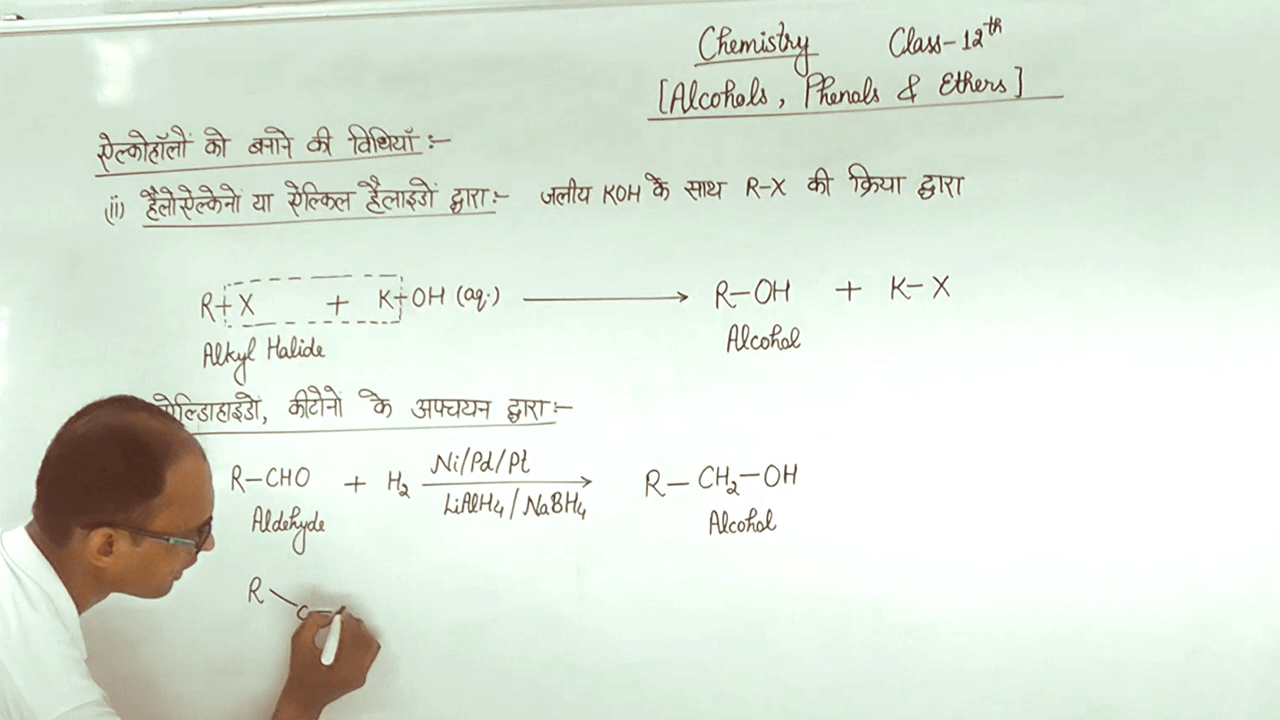 Chemistry Class-12th
[Alcohols, Phenols & Ethers]
ऐल्कोहॉलों को बनाने की विधियाँ :-
(ii) हैलोऐल्केनों या ऐल्किल हैलाइडों द्वारा :- जलीय KOH के साथ R-X की क्रिया द्वारा
R-X + K-OH (aq.) ⟶ R-OH + K-X
Alkyl Halide Alcohol
ऐल्डिहाइडों, कीटोनों के अपचयन द्वारा :-
Ni/Pd/Pt
R-CHO + H₂ ⟶ R-CH₂-OH
LiAlH₄/NaBH₄
Aldehyde Alcohol
R
C